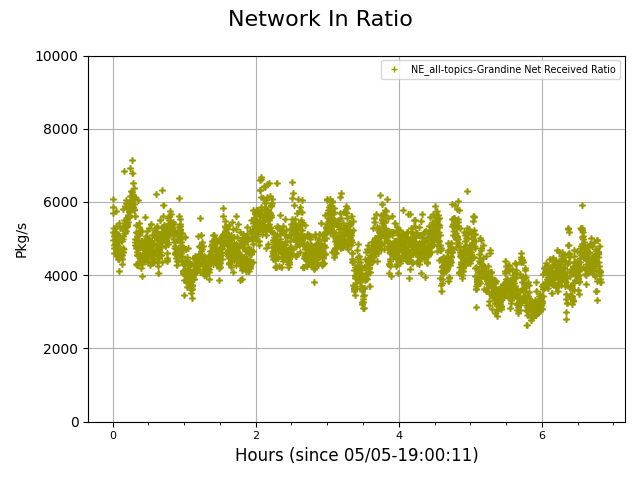 Network In Ratio
NE_all-topics-Grandine Net Received Ratio
10000
8000
6000
4000
2000
0
Pkg/s
0 2 4 6
Hours (since 05/05-19:00:11)